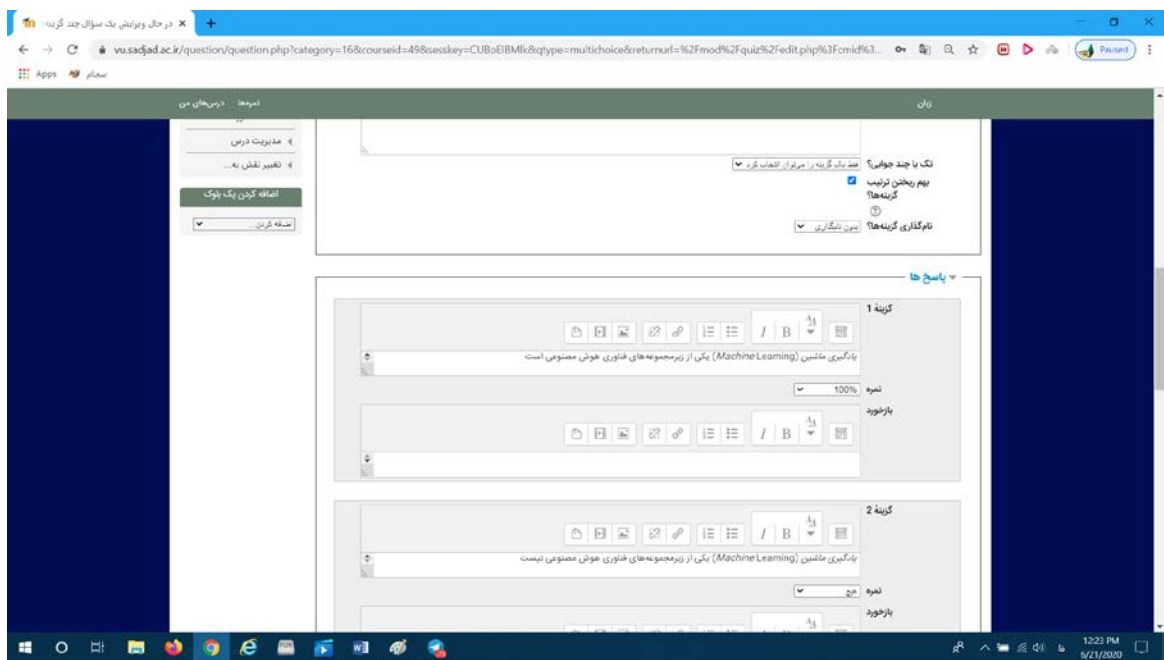 در حال ویرایش یک سؤال چند گزینه
vu.sadjad.ac.ir/question/question.php?category=16&courseid=49&sesskey=CUBoEIBMlk&qtype=multichoice&returnurl=%2Fmod%2Fquiz%2Fedit.php%3Fcmid%3...
Paused
Apps سجام
زبان
نمره‌ها درس‌های من
مدیریت درس
تغییر نقش به...
اضافه کردن یک بلوک
اضافه کردن...
تک یا چند جوابی؟ فقط یک گزینه را می‌توان انتخاب کرد
بهم ریختن ترتیب
گزینه‌ها؟
نام‌گذاری گزینه‌ها؟
پاسخ ها
گزینهٔ 1
یادگیری ماشین (Machine Learning) یکی از زیرمجموعه‌های فناوری هوش مصنوعی است
نمره 100%
بازخورد
گزینهٔ 2
یادگیری ماشین (Machine Learning) یکی از زیرمجموعه‌های فناوری هوش مصنوعی نیست
نمره هیچ
بازخورد
12:23 PM
6/21/2020